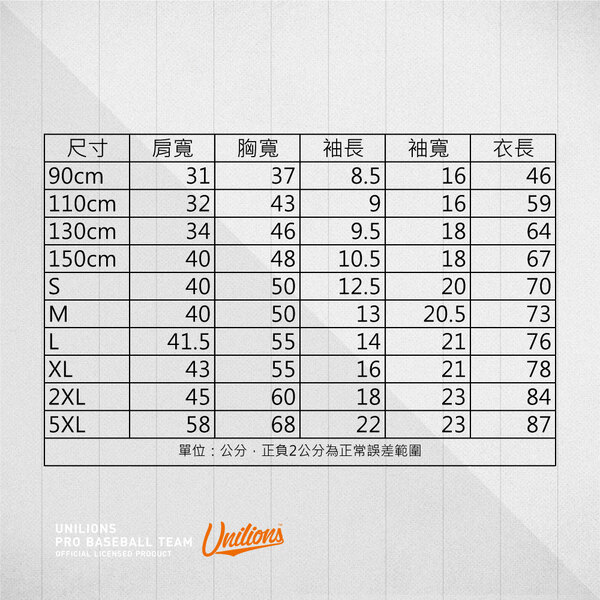 尺寸 肩寬 胸寬 袖長 袖寬 衣長
90cm 31 37 8.5 16 46
110cm 32 43 9 16 59
130cm 34 46 9.5 18 64
150cm 40 48 10.5 18 67
S 40 50 12.5 20 70
M 40 50 13 20.5 73
L 41.5 55 14 21 76
XL 43 55 16 21 78
2XL 45 60 18 23 84
5XL 58 68 22 23 87
單位：公分．正負2公分為正常誤差範圍
UNILIONS
PRO BASEBALL TEAM
OFFICIAL LICENSED PRODUCT
Unilions